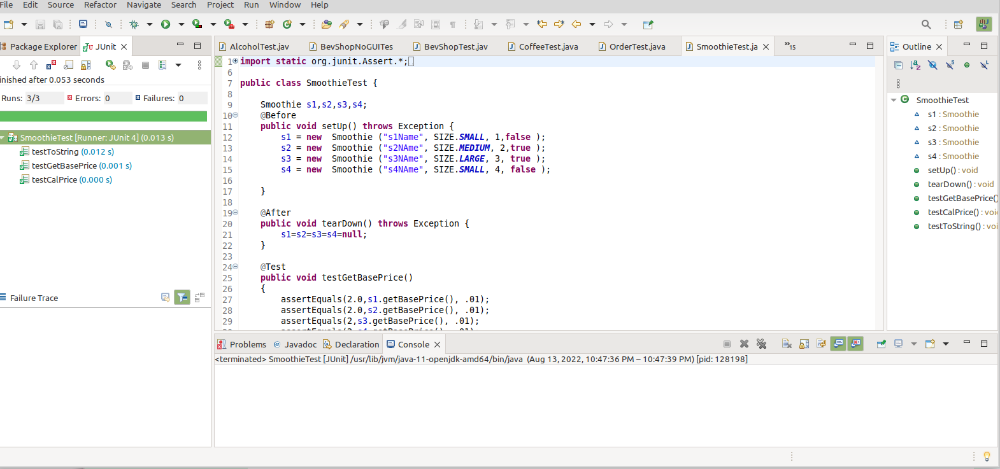 File Edit Source Refactor Navigate Search Project Run Window Help
Package Explorer JUnit
inished after 0.053 seconds
Runs: 3/3 Errors: 0 Failures: 0
SmoothieTest [Runner: JUnit 4] (0.013 s)
testToString (0.012 s)
testGetBasePrice (0.001 s)
testCalPrice (0.000 s)
Failure Trace
AlcoholTest.jav BevShopNoGUITes BevShopTest.jav CoffeeTest.java OrderTest.java SmoothieTest.ja »15
1 import static org.junit.Assert.*;
6
7 public class SmoothieTest {
8
9 Smoothie s1,s2,s3,s4;
10 @Before
11 public void setUp() throws Exception {
12 s1 = new  Smoothie ("s1Name", SIZE.SMALL, 1,false );
13 s2 = new  Smoothie ("s2NAme", SIZE.MEDIUM, 2,true );
14 s3 = new  Smoothie ("s3NAme", SIZE.LARGE, 3, true );
15 s4 = new  Smoothie ("s4NAme", SIZE.SMALL, 4, false );
16
17 }
18
19 @After
20 public void tearDown() throws Exception {
21 s1=s2=s3=s4=null;
22 }
23
24 @Test
25 public void testGetBasePrice()
26 {
27 assertEquals(2.0,s1.getBasePrice(), .01);
28 assertEquals(2.0,s2.getBasePrice(), .01);
29 assertEquals(2,s3.getBasePrice(), .01);
Outline
SmoothieTest
s1 : Smoothie
s2 : Smoothie
s3 : Smoothie
s4 : Smoothie
setUp() : void
tearDown() : void
testGetBasePrice()
testCalPrice() : voi
testToString() : voi
Problems @ Javadoc Declaration Console
<terminated> SmoothieTest [JUnit] /usr/lib/jvm/java-11-openjdk-amd64/bin/java (Aug 13, 2022, 10:47:36 PM – 10:47:39 PM) [pid: 128198]